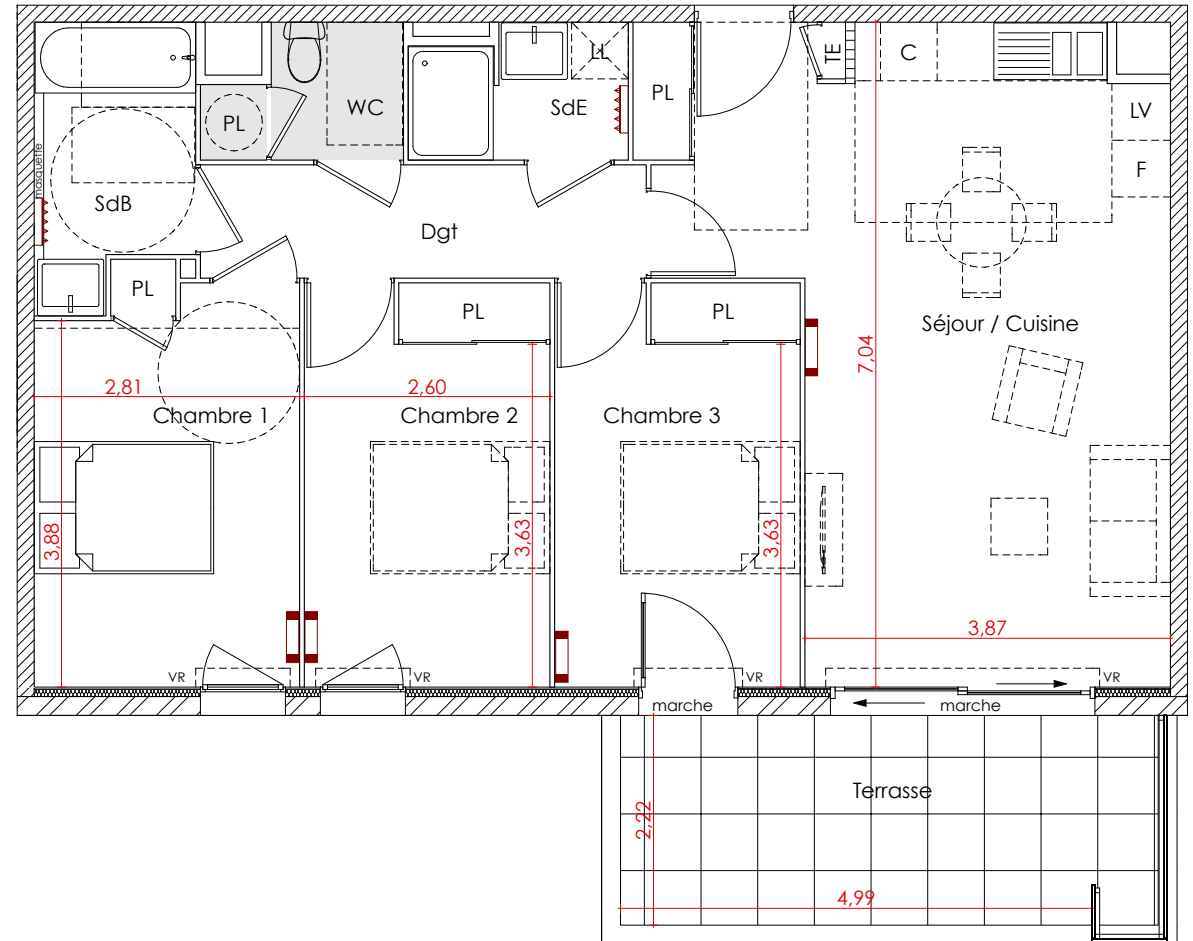 TE
C
LL
WC
PL
PL
SdE
LV
F
masquette
SdB
Dgt
PL
PL
PL
Séjour / Cuisine
7,04
2,81
2,60
Chambre 1
Chambre 2
Chambre 3
3,88
3,63
3,63
3,87
VR
VR
VR
VR
marche
marche
Terrasse
2,22
4,99